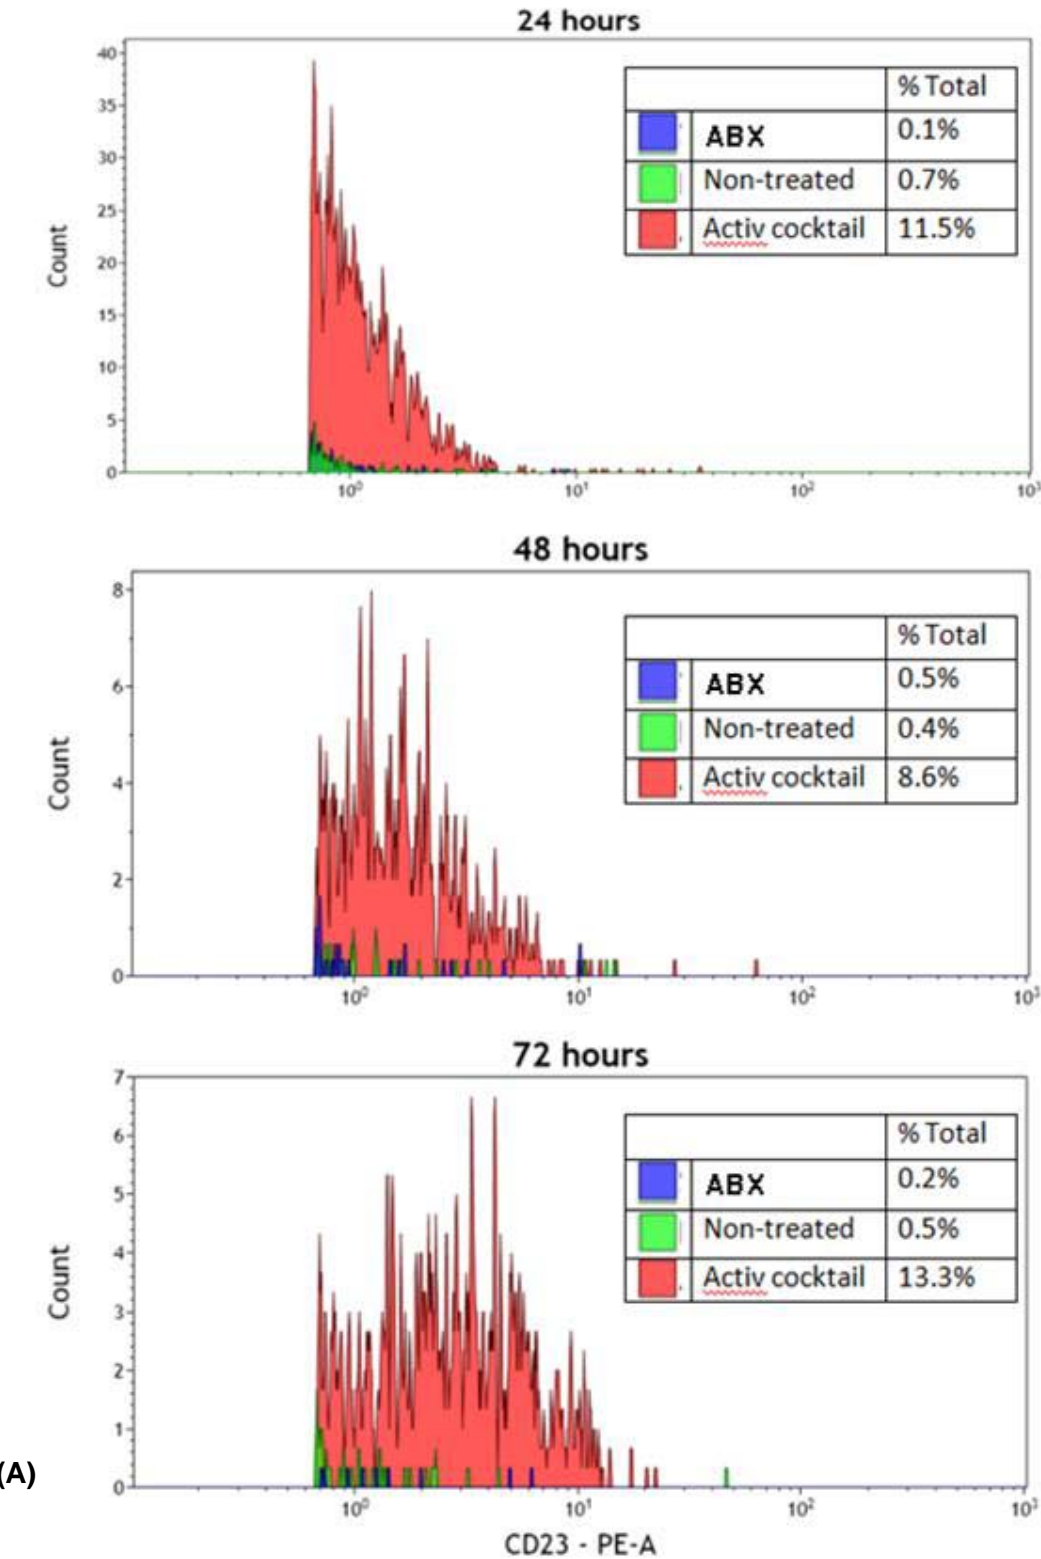 24 hours
40
35
30
25
20
15
10
5
0
Count
10⁰ 10¹ 10² 10³
% Total
ABX 0.1%
Non-treated 0.7%
Activ cocktail 11.5%
48 hours
8
6
4
2
0
Count
10⁰ 10¹ 10² 10³
% Total
ABX 0.5%
Non-treated 0.4%
Activ cocktail 8.6%
72 hours
7
6
5
4
3
2
1
0
Count
10⁰ 10¹ 10² 10³
% Total
ABX 0.2%
Non-treated 0.5%
Activ cocktail 13.3%
(A)
CD23 - PE-A